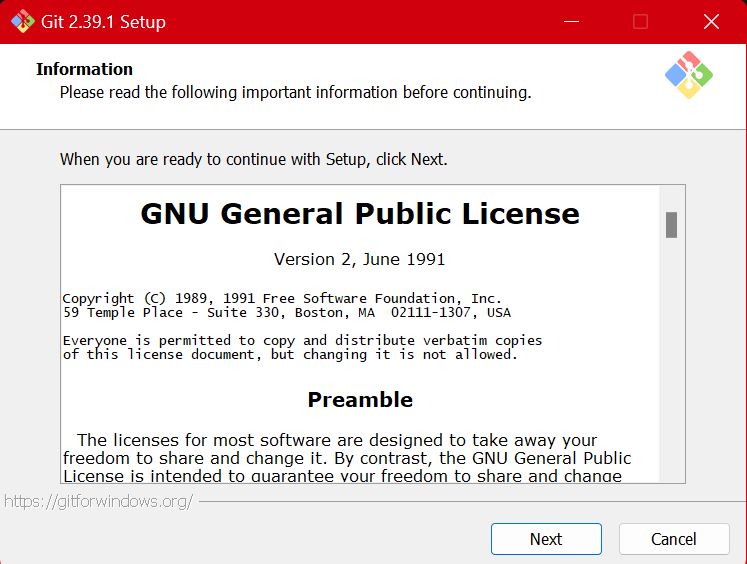 Git 2.39.1 Setup
Information
Please read the following important information before continuing.
When you are ready to continue with Setup, click Next.
GNU General Public License
Version 2, June 1991
Copyright (C) 1989, 1991 Free Software Foundation, Inc.
59 Temple Place - Suite 330, Boston, MA  02111-1307, USA
Everyone is permitted to copy and distribute verbatim copies
of this license document, but changing it is not allowed.
Preamble
The licenses for most software are designed to take away your
freedom to share and change it. By contrast, the GNU General Public
License is intended to guarantee your freedom to share and change
https://gitforwindows.org/
Next
Cancel